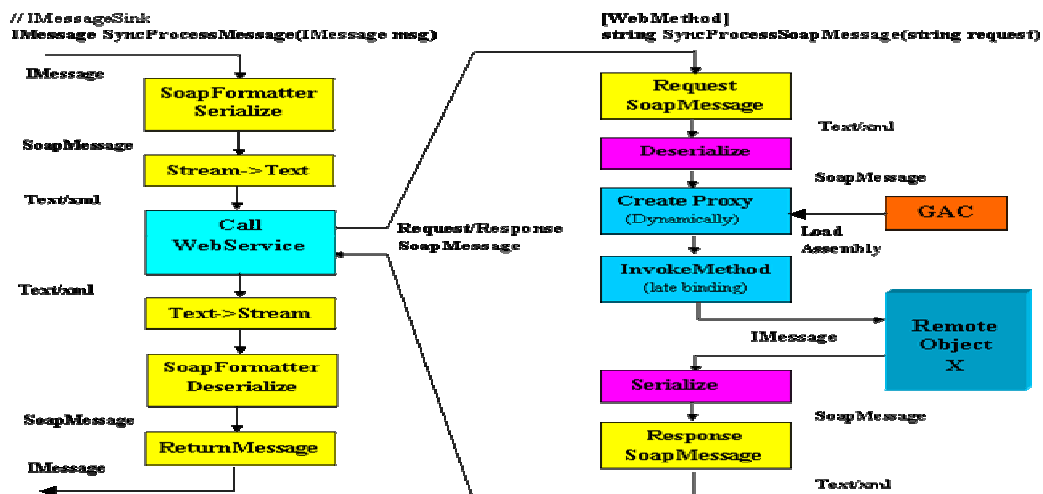 // IMessageSink
IMessage SyncProcessMessage(IMessage msg)
IMessage
SoapFormatter
Serialize
SoapMessage
Stream->Text
Text/xml
Call
WebService
Request/Response
SoapMessage
Text/xml
Text->Stream
SoapFormatter
Deserialize
SoapMessage
ReturnMessage
IMessage
[WebMethod]
string SyncProcessSoapMessage(string request)
Request
SoapMessage
Text/xml
Deserialize
SoapMessage
Create Proxy
(Dynamically)
GAC
Load
Assembly
InvokeMethod
(late binding)
IMessage
Remote
Object
X
Serialize
SoapMessage
Response
SoapMessage
Text/xml